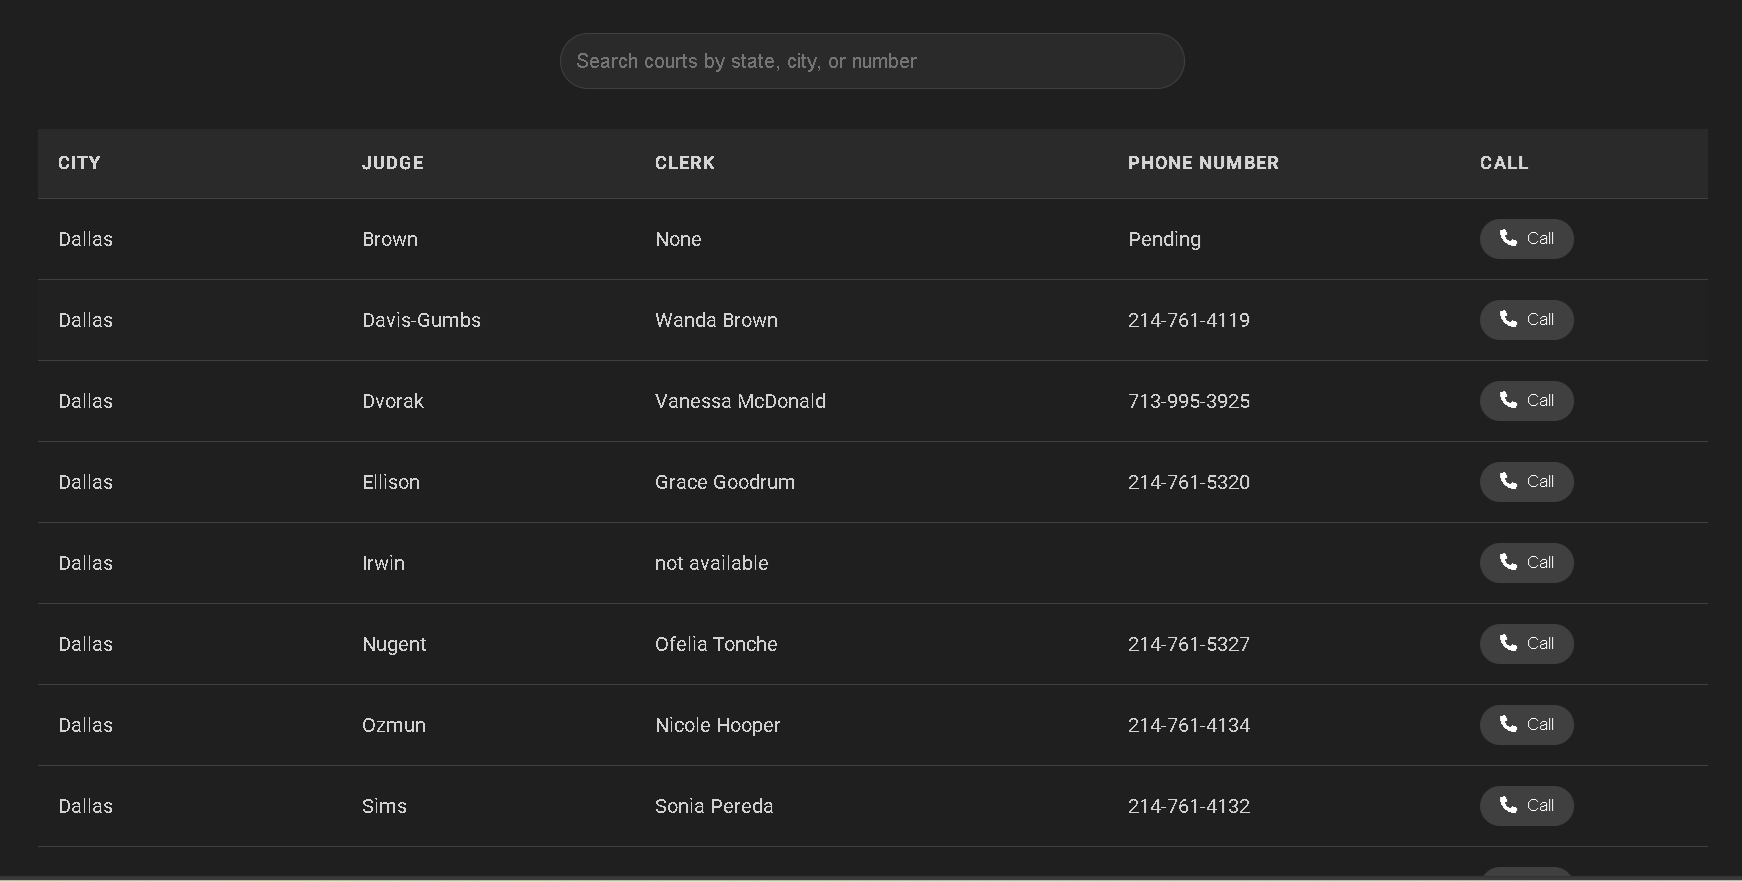 Search courts by state, city, or number
CITY JUDGE CLERK PHONE NUMBER CALL
Dallas Brown None Pending Call
Dallas Davis-Gumbs Wanda Brown 214-761-4119 Call
Dallas Dvorak Vanessa McDonald 713-995-3925 Call
Dallas Ellison Grace Goodrum 214-761-5320 Call
Dallas Irwin not available Call
Dallas Nugent Ofelia Tonche 214-761-5327 Call
Dallas Ozmun Nicole Hooper 214-761-4134 Call
Dallas Sims Sonia Pereda 214-761-4132 Call